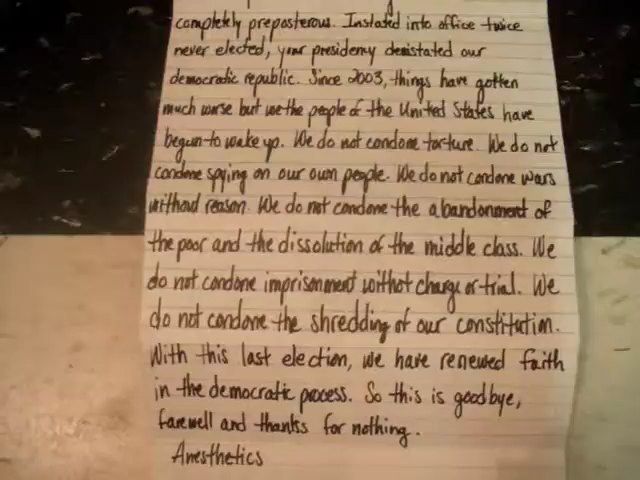 completely preposterous. Instated into office twice
never elected, your presidency devistated our
democratic republic. Since 2003, things have gotten
much worse but we the people of the United States have
begun to wake up. We do not condone torture. We do not
condone spying on our own people. We do not condone wars
without reason. We do not condone the abandonment of
the poor and the dissolution of the middle class. We
do not condone imprisonment without charge or trial. We
do not condone the shredding of our constitution.
With this last election, we have renewed faith
in the democratic process. So this is goodbye,
farewell and thanks for nothing.
Anesthetics